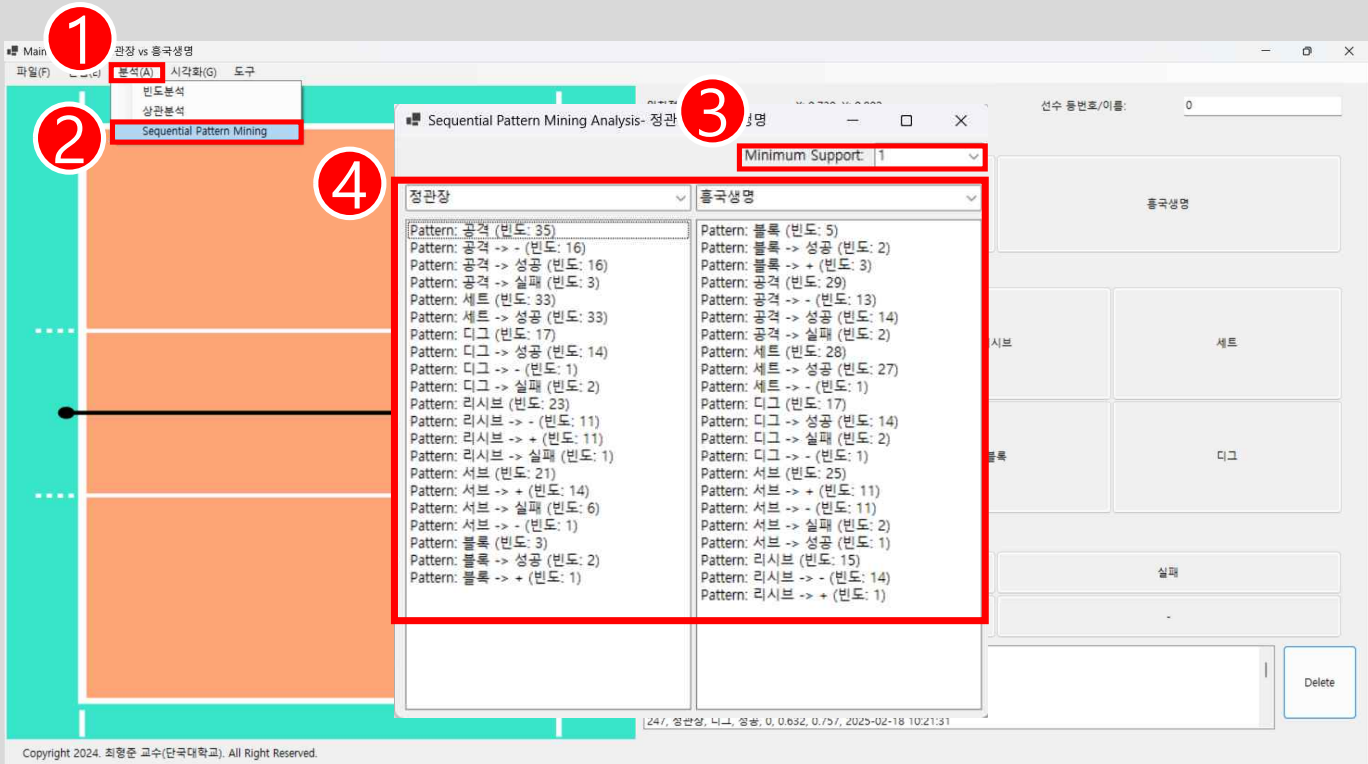 1
Main
관장 vs 흥국생명
파일(F)
분석(A)
시각화(G)
도구
빈도분석
상관분석
Sequential Pattern Mining
2
3
4
선수 등번호/이름:
0
Sequential Pattern Mining Analysis- 정관
생명
Minimum Support:
1
정관장
Pattern: 공격 (빈도: 35)
Pattern: 공격 -> - (빈도: 16)
Pattern: 공격 -> 성공 (빈도: 16)
Pattern: 공격 -> 실패 (빈도: 3)
Pattern: 세트 (빈도: 33)
Pattern: 세트 -> 성공 (빈도: 33)
Pattern: 디그 (빈도: 17)
Pattern: 디그 -> 성공 (빈도: 14)
Pattern: 디그 -> - (빈도: 1)
Pattern: 디그 -> 실패 (빈도: 2)
Pattern: 리시브 (빈도: 23)
Pattern: 리시브 -> - (빈도: 11)
Pattern: 리시브 -> + (빈도: 11)
Pattern: 리시브 -> 실패 (빈도: 1)
Pattern: 서브 (빈도: 21)
Pattern: 서브 -> + (빈도: 14)
Pattern: 서브 -> 실패 (빈도: 6)
Pattern: 서브 -> - (빈도: 1)
Pattern: 블록 (빈도: 3)
Pattern: 블록 -> 성공 (빈도: 2)
Pattern: 블록 -> + (빈도: 1)
흥국생명
Pattern: 블록 (빈도: 5)
Pattern: 블록 -> 성공 (빈도: 2)
Pattern: 블록 -> + (빈도: 3)
Pattern: 공격 (빈도: 29)
Pattern: 공격 -> - (빈도: 13)
Pattern: 공격 -> 성공 (빈도: 14)
Pattern: 공격 -> 실패 (빈도: 2)
Pattern: 세트 (빈도: 28)
Pattern: 세트 -> 성공 (빈도: 27)
Pattern: 세트 -> - (빈도: 1)
Pattern: 디그 (빈도: 17)
Pattern: 디그 -> 성공 (빈도: 14)
Pattern: 디그 -> 실패 (빈도: 2)
Pattern: 디그 -> - (빈도: 1)
Pattern: 서브 (빈도: 25)
Pattern: 서브 -> + (빈도: 11)
Pattern: 서브 -> - (빈도: 11)
Pattern: 서브 -> 실패 (빈도: 2)
Pattern: 서브 -> 성공 (빈도: 1)
Pattern: 리시브 (빈도: 15)
Pattern: 리시브 -> - (빈도: 14)
Pattern: 리시브 -> + (빈도: 1)
흥국생명
시브
세트
블록
디그
실패
-
Delete
247, 정관장, 디그, 성공, 0, 0.632, 0.757, 2025-02-18 10:21:31
Copyright 2024. 최형준 교수(단국대학교). All Right Reserved.